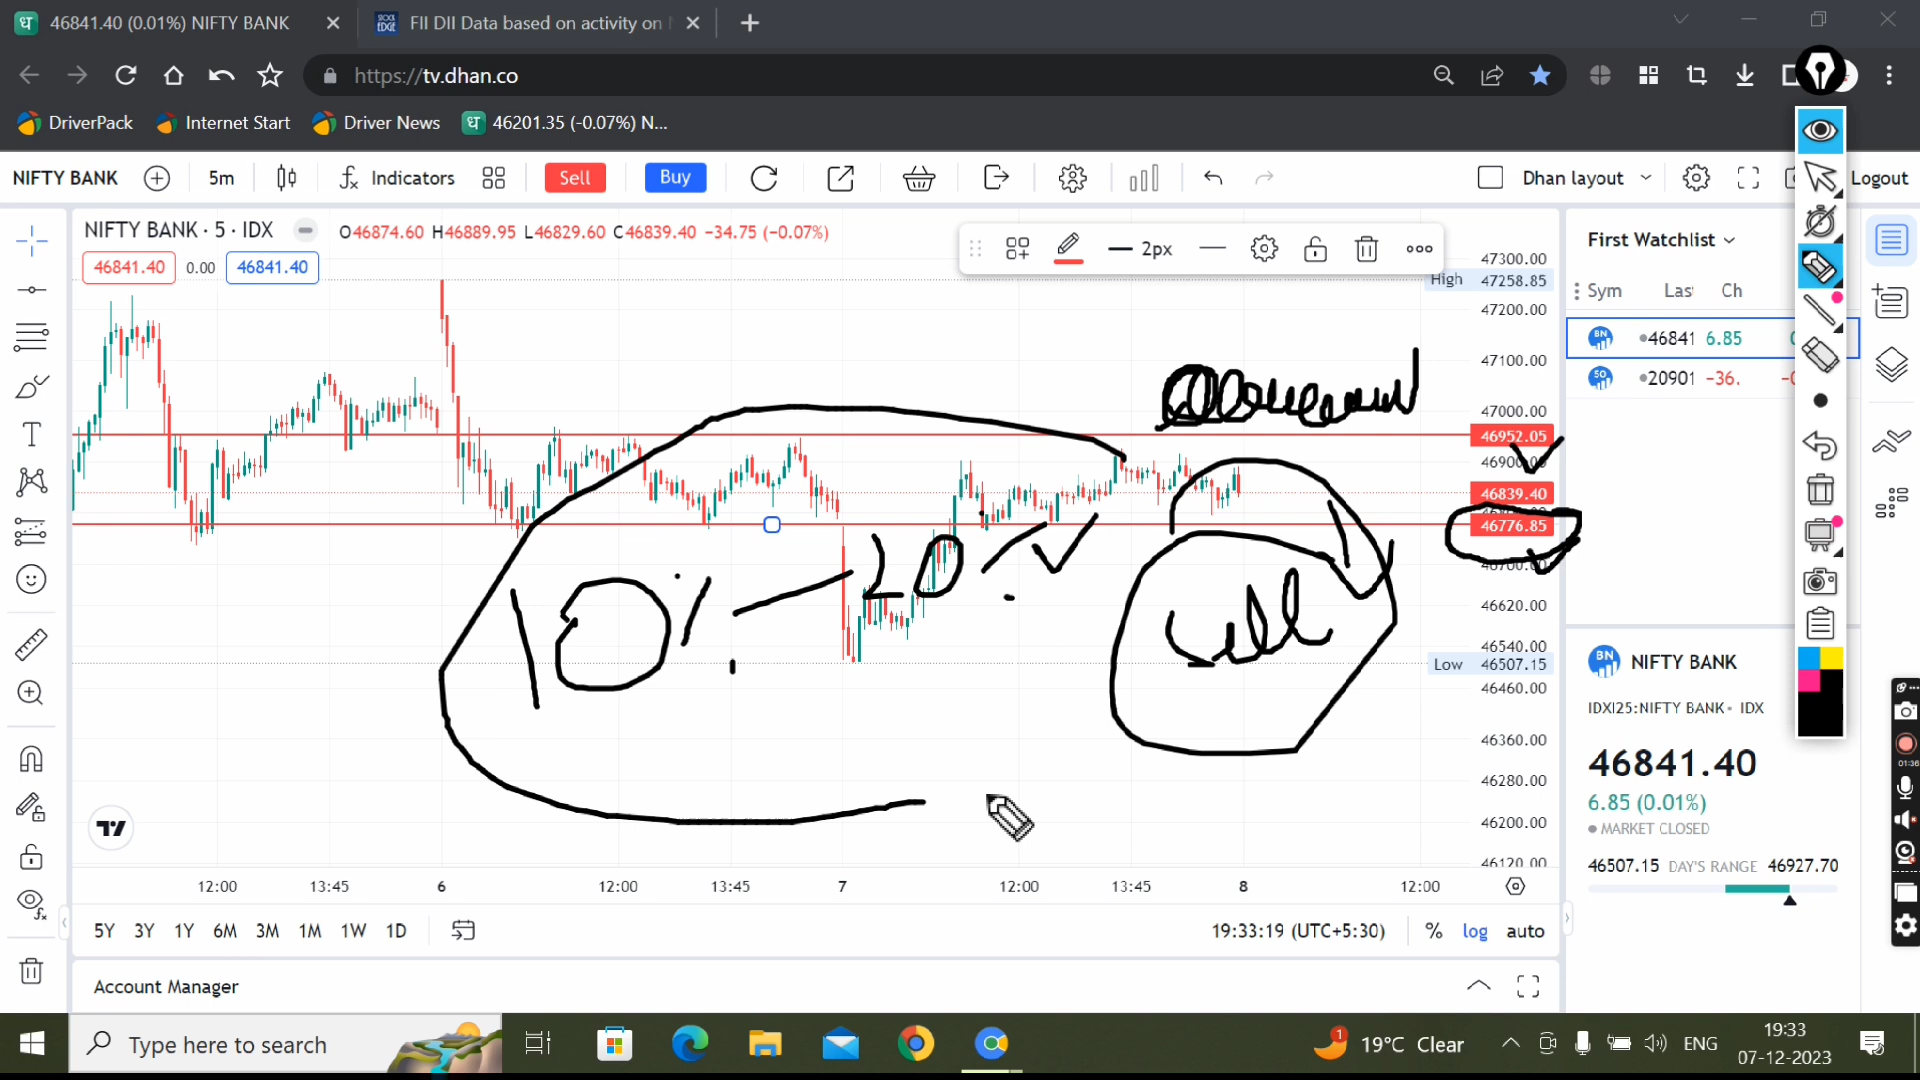 46841.40 (0.01%) NIFTY BANK
FII DII Data based on activity on
https://tv.dhan.co
DriverPack Internet Start Driver News 46201.35 (-0.07%) N...
NIFTY BANK 5m Indicators Sell Buy Dhan layout Logout
NIFTY BANK · 5 · IDX O46874.60 H46889.95 L46829.60 C46839.40 −34.75 (−0.07%)
46841.40 0.00 46841.40
2px
First Watchlist
Sym Las Ch
BN 46841 6.85
50 20901 -36.
47300.00
High 47258.85
47200.00
47100.00
47000.00
46952.05
46900.00
46839.40
46776.85
46700.00
46620.00
46540.00
Low 46507.15
46460.00
46360.00
46280.00
46200.00
46120.00
10% - 20%
BN NIFTY BANK
IDXI25:NIFTY BANK • IDX
46841.40
6.85 (0.01%)
MARKET CLOSED
46507.15 DAY'S RANGE 46927.70
01:36
12:00 13:45 6 12:00 13:45 7 12:00 13:45 8 12:00
5Y 3Y 1Y 6M 3M 1M 1W 1D 19:33:19 (UTC+5:30) % log auto
Account Manager
Type here to search 19°C Clear ENG 19:33
07-12-2023